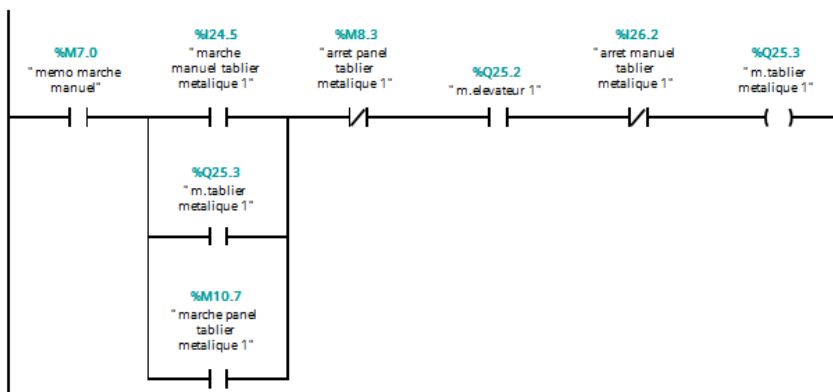 %M7.0
"memo marche
manuel"
%I24.5
"marche
manuel tablier
metalique 1"
%M8.3
"arret panel
tablier
metalique 1"
%Q25.2
"m.elevateur 1"
%I26.2
"arret manuel
tablier
metalique 1"
%Q25.3
"m.tablier
metalique 1"
%Q25.3
"m.tablier
metalique 1"
%M10.7
"marche panel
tablier
metalique 1"